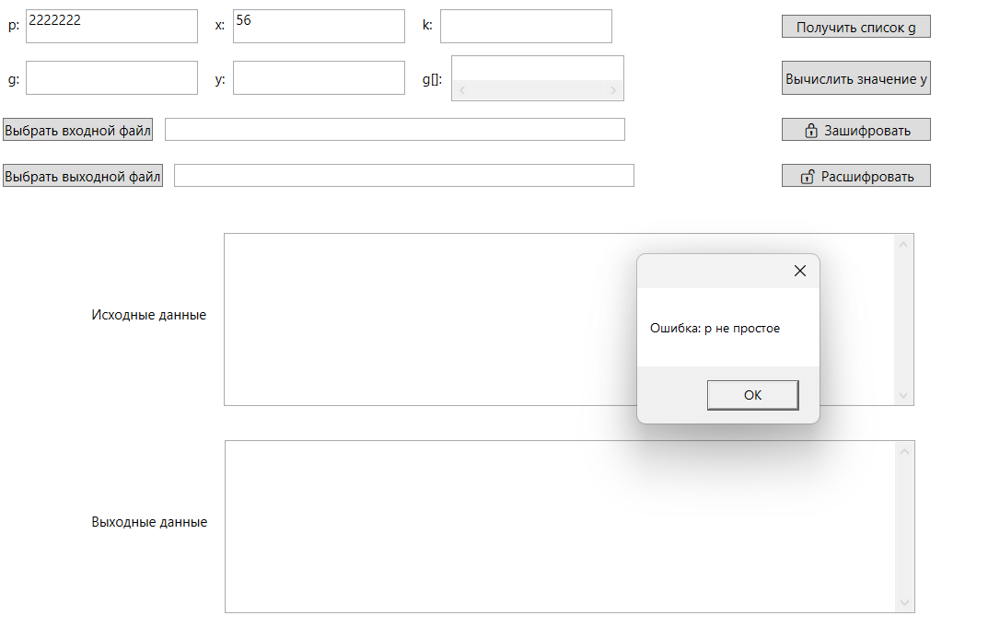 p: 2222222 x: 56 k: Получить список g
g: y: g[]: Вычислить значение y
Выбрать входной файл Зашифровать
Выбрать выходной файл Расшифровать
Исходные данные
Ошибка: p не простое
OK
Выходные данные